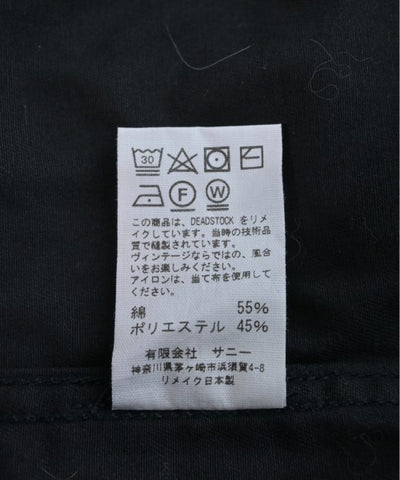 30
F W
この商品は、DEADSTOCK をリメ
イクしています。当時の技術品
質で縫製されています。
ヴィンテージならではの、風合
いをお楽しみください。
アイロンは、当て布を使用して
ください。
綿 55%
ポリエステル 45%
有限会社 サニー
神奈川県茅ヶ崎市浜須賀4-8
リメイク日本製